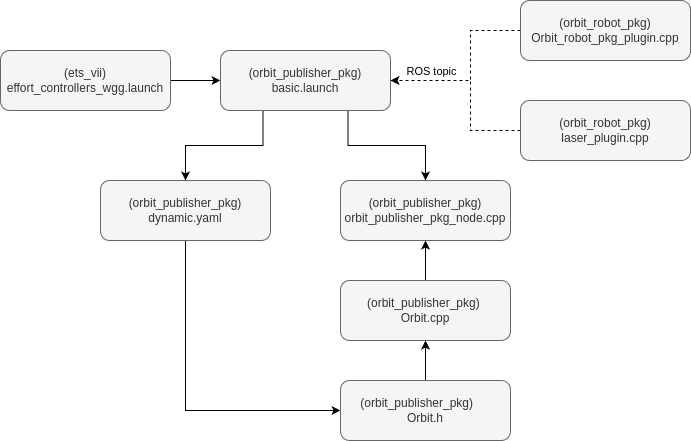 (orbit_robot_pkg)
Orbit_robot_pkg_plugin.cpp
(ets_vii)
effort_controllers_wgg.launch
(orbit_publisher_pkg)
basic.launch
ROS topic
(orbit_robot_pkg)
laser_plugin.cpp
(orbit_publisher_pkg)
dynamic.yaml
(orbit_publisher_pkg)
orbit_publisher_pkg_node.cpp
(orbit_publisher_pkg)
Orbit.cpp
(orbit_publisher_pkg)
Orbit.h